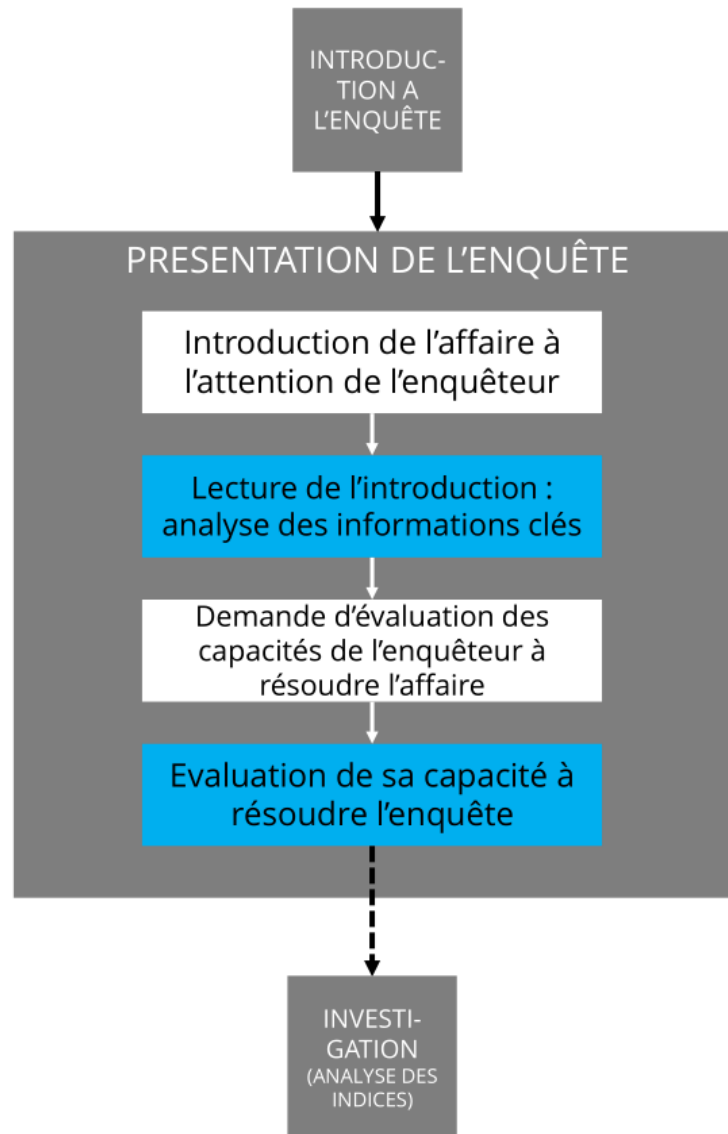 INTRODUC-
TION A
L’ENQUÊTE
PRESENTATION DE L’ENQUÊTE
Introduction de l’affaire à
l’attention de l’enquêteur
Lecture de l’introduction :
analyse des informations clés
Demande d’évaluation des
capacités de l’enquêteur à
résoudre l’affaire
Evaluation de sa capacité à
résoudre l’enquête
INVESTI-
GATION
(ANALYSE DES
INDICES)